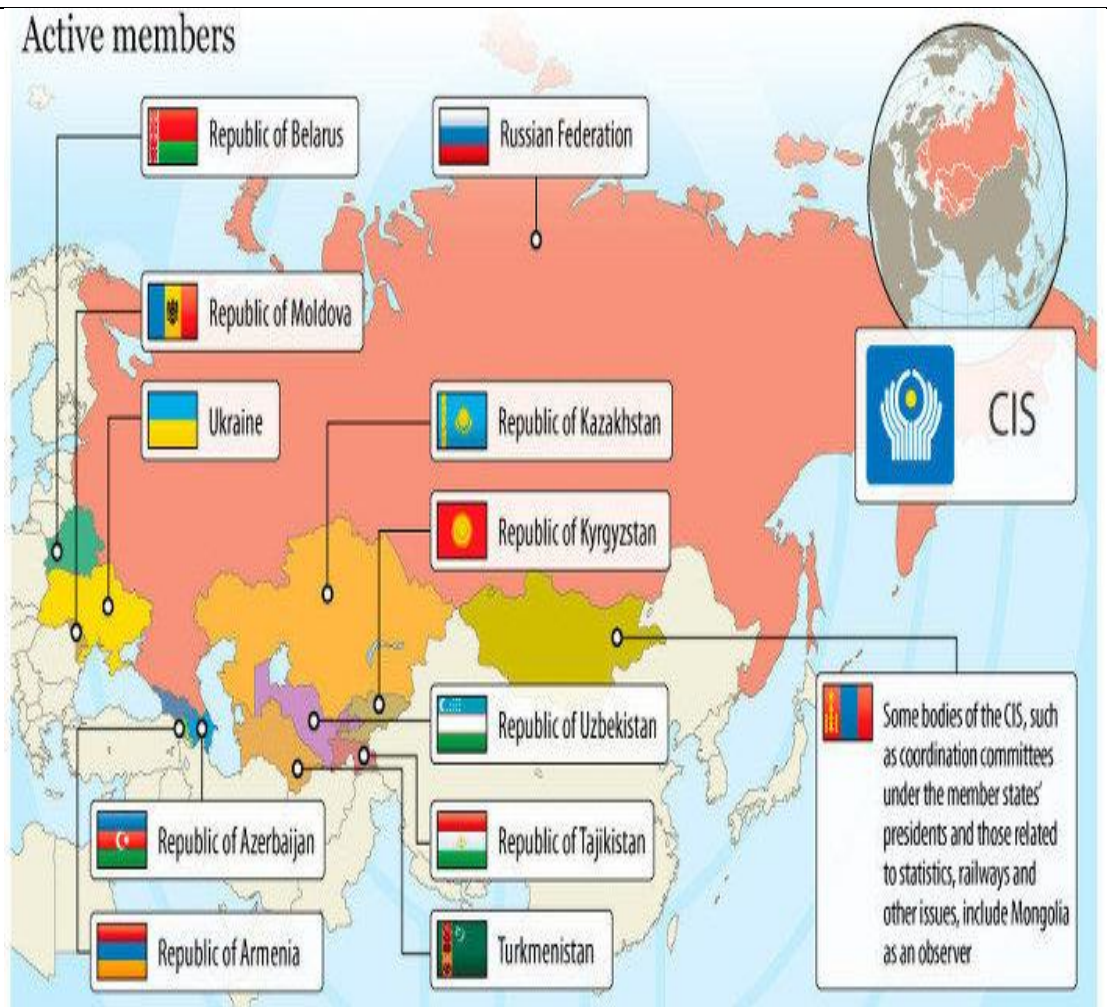 Active members
Republic of Belarus
Russian Federation
Republic of Moldova
Ukraine
Republic of Kazakhstan
CIS
Republic of Kyrgyzstan
Republic of Uzbekistan
Some bodies of the CIS, such
as coordination committees
under the member states'
presidents and those related
to statistics, railways and
other issues, include Mongolia
as an observer
Republic of Azerbaijan
Republic of Tajikistan
Republic of Armenia
Turkmenistan